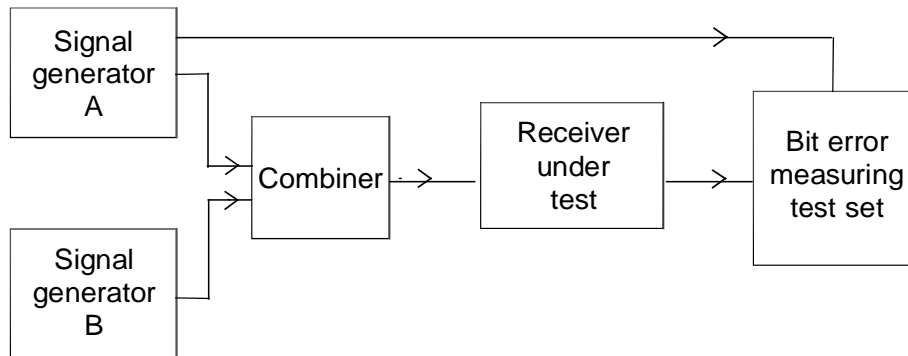 Signal
generator
A
Combiner
Receiver
under
test
Bit error
measuring
test set
Signal
generator
B